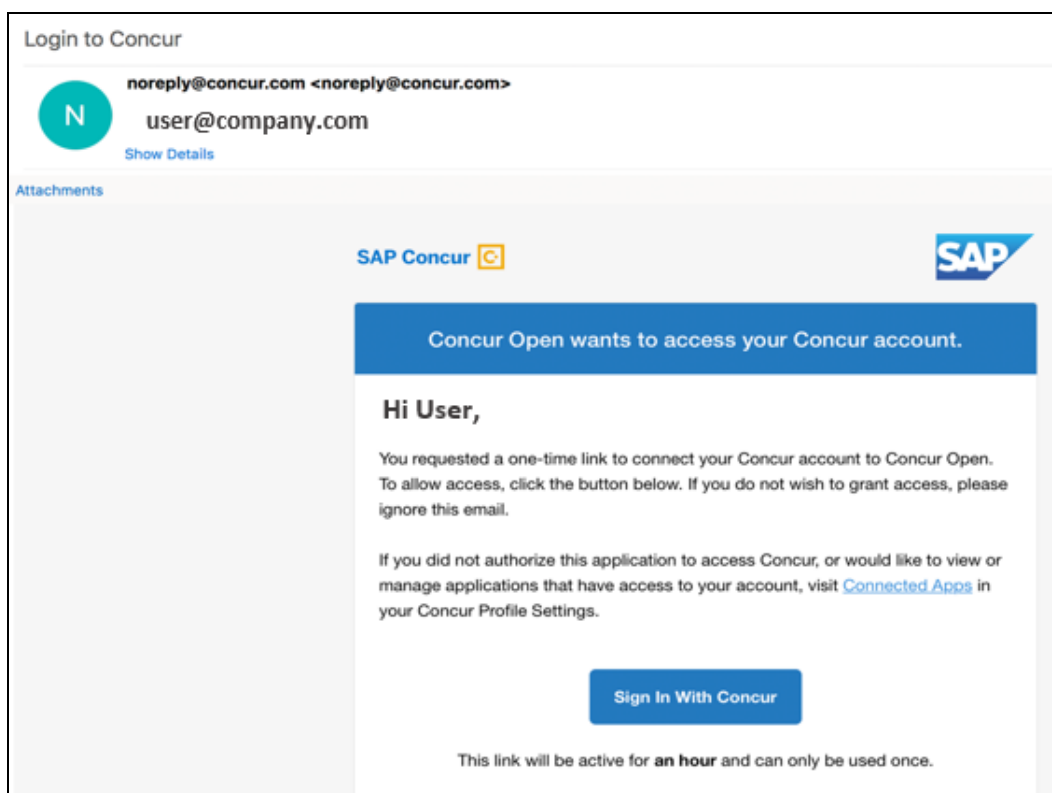 Login to Concur
noreply@concur.com <noreply@concur.com>
N
user@company.com
Show Details
Attachments
SAP Concur C
SAP
Concur Open wants to access your Concur account.
Hi User,
You requested a one-time link to connect your Concur account to Concur Open.
To allow access, click the button below. If you do not wish to grant access, please
ignore this email.
If you did not authorize this application to access Concur, or would like to view or
manage applications that have access to your account, visit Connected Apps in
your Concur Profile Settings.
Sign In With Concur
This link will be active for an hour and can only be used once.